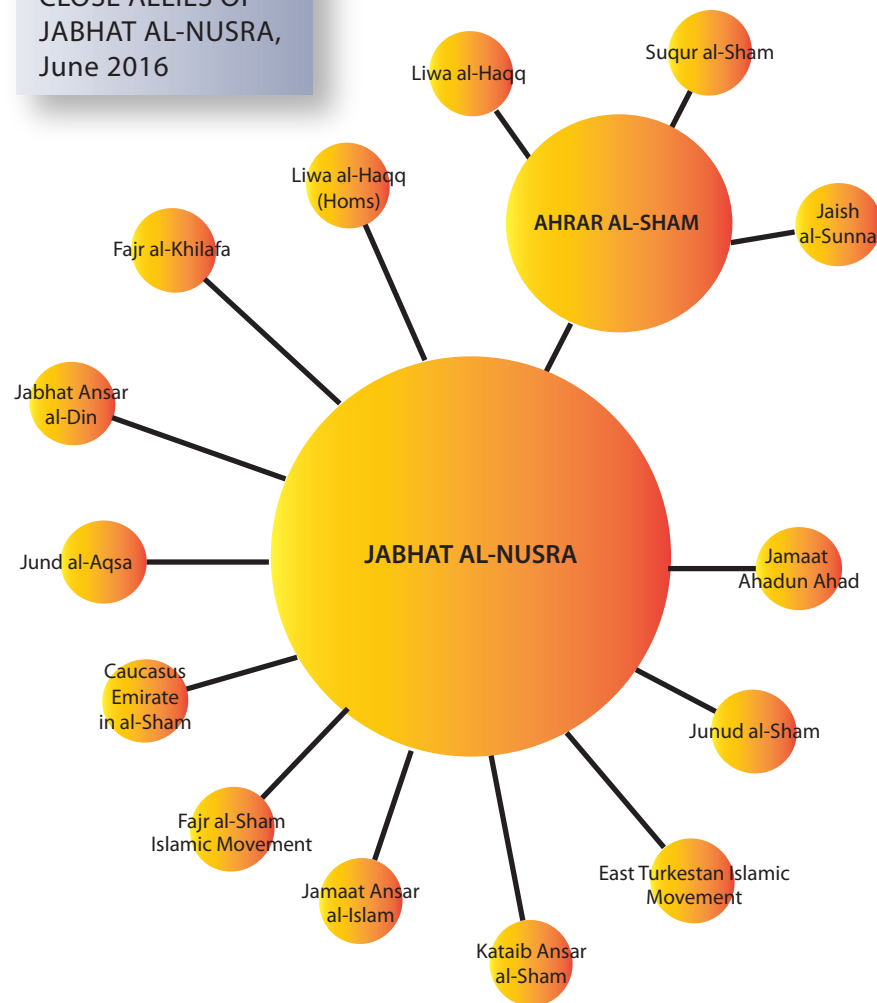 CLOSE ALLIES OF
JABHAT AL-NUSRA,
June 2016
Suqur al-Sham
Liwa al-Haqq
Liwa al-Haqq
(Homs)
AHRAR AL-SHAM
Jaish
al-Sunna
Fajr al-Khilafa
Jabhat Ansar
al-Din
Jund al-Aqsa
JABHAT AL-NUSRA
Jamaat
Ahadun Ahad
Caucasus
Emirate
in al-Sham
Junud al-Sham
Fajr al-Sham
Islamic Movement
East Turkestan Islamic
Movement
Jamaat Ansar
al-Islam
Kataib Ansar
al-Sham